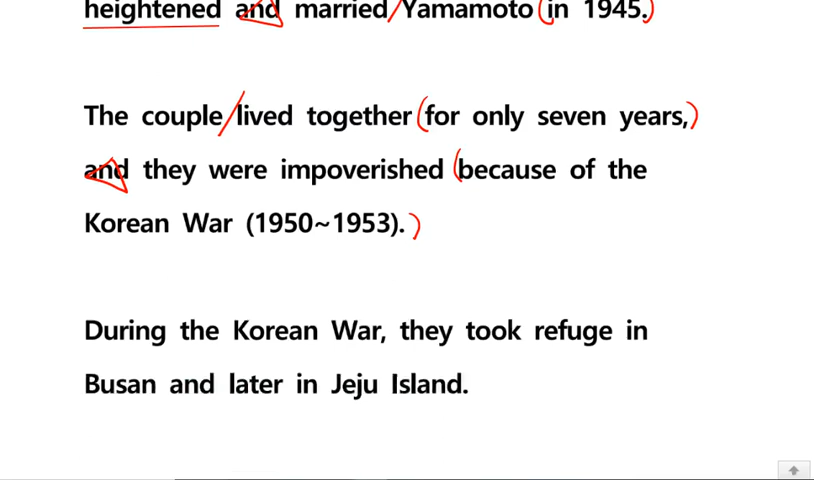 heightened and married Yamamoto in 1945.
The couple lived together for only seven years,
and they were impoverished because of the
Korean War (1950~1953).
During the Korean War, they took refuge in
Busan and later in Jeju Island.